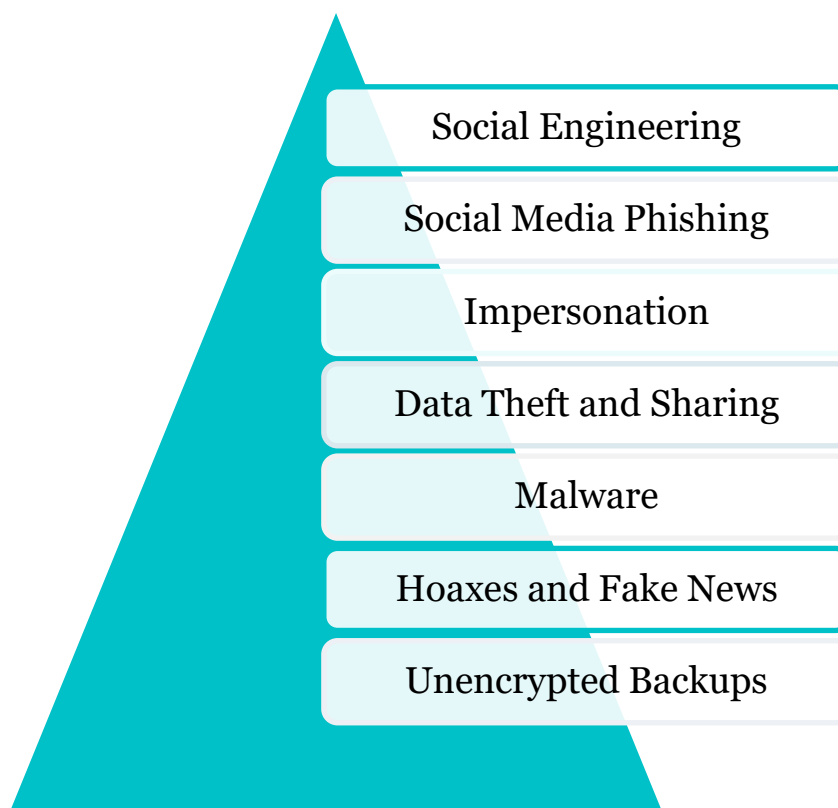 Social Engineering
Social Media Phishing
Impersonation
Data Theft and Sharing
Malware
Hoaxes and Fake News
Unencrypted Backups